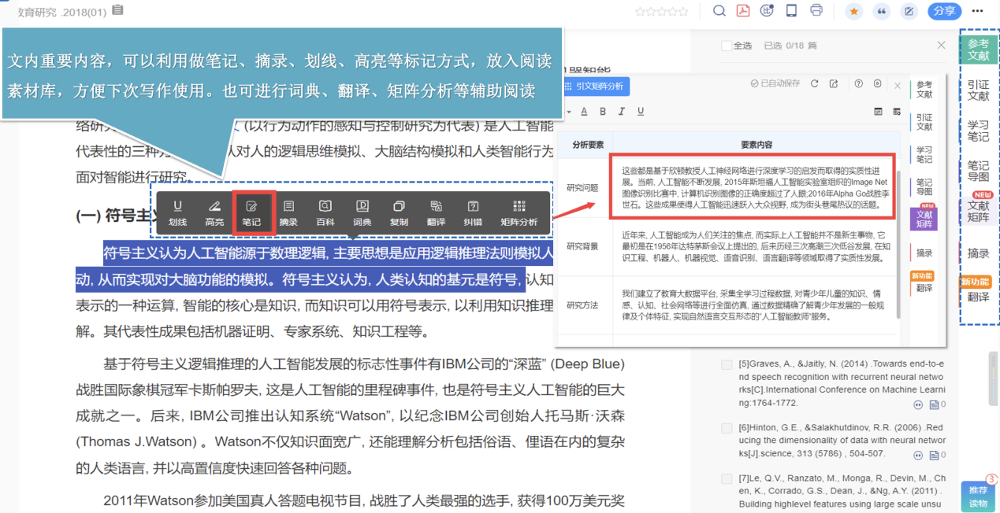 教育研究 .2018(01)
分享
文内重要内容，可以利用做笔记、摘录、划线、高亮等标记方式，放入阅读
素材库，方便下次写作使用。也可进行词典、翻译、矩阵分析等辅助阅读
(以行为动作的感知与控制研究为代表) 是人工智能
代表性的三种方
人对人的逻辑思维模拟、大脑结构模拟和人类智能行为
面对智能进行研究。
划线 高亮 笔记 摘录 百科 词典 复制 翻译 纠错 矩阵分析
(一) 符号主
符号主义认为人工智能源于数理逻辑, 主要思想是应用逻辑推理法则模拟人
动, 从而实现对大脑功能的模拟。符号主义认为, 人类认知的基元是符号, 认知
表示的一种运算, 智能的核心是知识, 而知识可以用符号表示, 以利用知识推理
解。其代表性成果包括机器证明、专家系统、知识工程等。
基于符号主义逻辑推理的人工智能发展的标志性事件有IBM公司的“深蓝” (Deep Blue)
战胜国际象棋冠军卡斯帕罗夫, 这是人工智能的里程碑事件, 也是符号主义人工智能的巨大
成就之一。后来, IBM公司推出认知系统“Watson”, 以纪念IBM公司创始人托马斯·沃森
(Thomas J.Watson) 。Watson不仅知识面宽广, 还能理解分析包括俗语、俚语在内的复杂
的人类语言, 并以高置信度快速回答各种问题。
2011年Watson参加美国真人答题电视节目, 战胜了人类最强的选手, 获得100万美元奖
全选 已选 0/18 篇
引文矩阵分析
已自动保存
A B I U
分析要素 要素内容
研究问题
这些都是基于欣顿教授人工神经网络进行深度学习的启发而取得的实质性进
展。当前, 人工智能不断发展, 2015年斯坦福人工智能实验室组织的Image Net
图像识别比赛中, 计算机识别图像的正确度超过了人眼;2016年Alpha Go战胜李
世石。这些成果使得人工智能迅速跃入大众视野, 成为街头巷尾热议的话题。
研究背景
近年来, 人工智能成为人们关注的焦点, 而实际上人工智能并不是新生事物, 它
最初是在1956年达特茅斯会议上提出的, 后来历经三次高潮三次低谷发展, 在知
识工程、机器人、机器视觉、语音识别、语言翻译等领域取得了实质性发展。
研究方法
我们建立了教育大数据平台, 采集全学习过程数据, 对青少年儿童的知识、情
感、认知、社会网络等进行全面仿真, 通过数据精确了解青少年发展的一般规
律及个体特征, 实现自然语言交互形态的“人工智能教师”服务。
参考
文献
引证
文献
学习
笔记
笔记
导图
NEW
文献
矩阵
摘录
新功能
翻译
[5]Graves, A., &Jaitly, N. (2014) .Towards end-to-e
nd speech recognition with recurrent neural netwo
rks[C].International Conference on Machine Learni
ng:1764-1772.
0
[6]Hinton, G.E., &Salakhutdinov, R.R. (2006) .Red
ucing the dimensionality of data with neural networ
ks[J].science, 313 (5786) , 504-507.
0
[7]Le, Q.V., Ranzato, M., Monga, R., Devin, M., Ch
en, K., Corrado, G.S., Dean, J., &Ng, A.Y. (2011) .
Building highlevel features using large scale unsu
参考
文献
引证
文献
学习
笔记
笔记
导图
NEW
文献
矩阵
摘录
新功能
翻译
3
推荐
读物